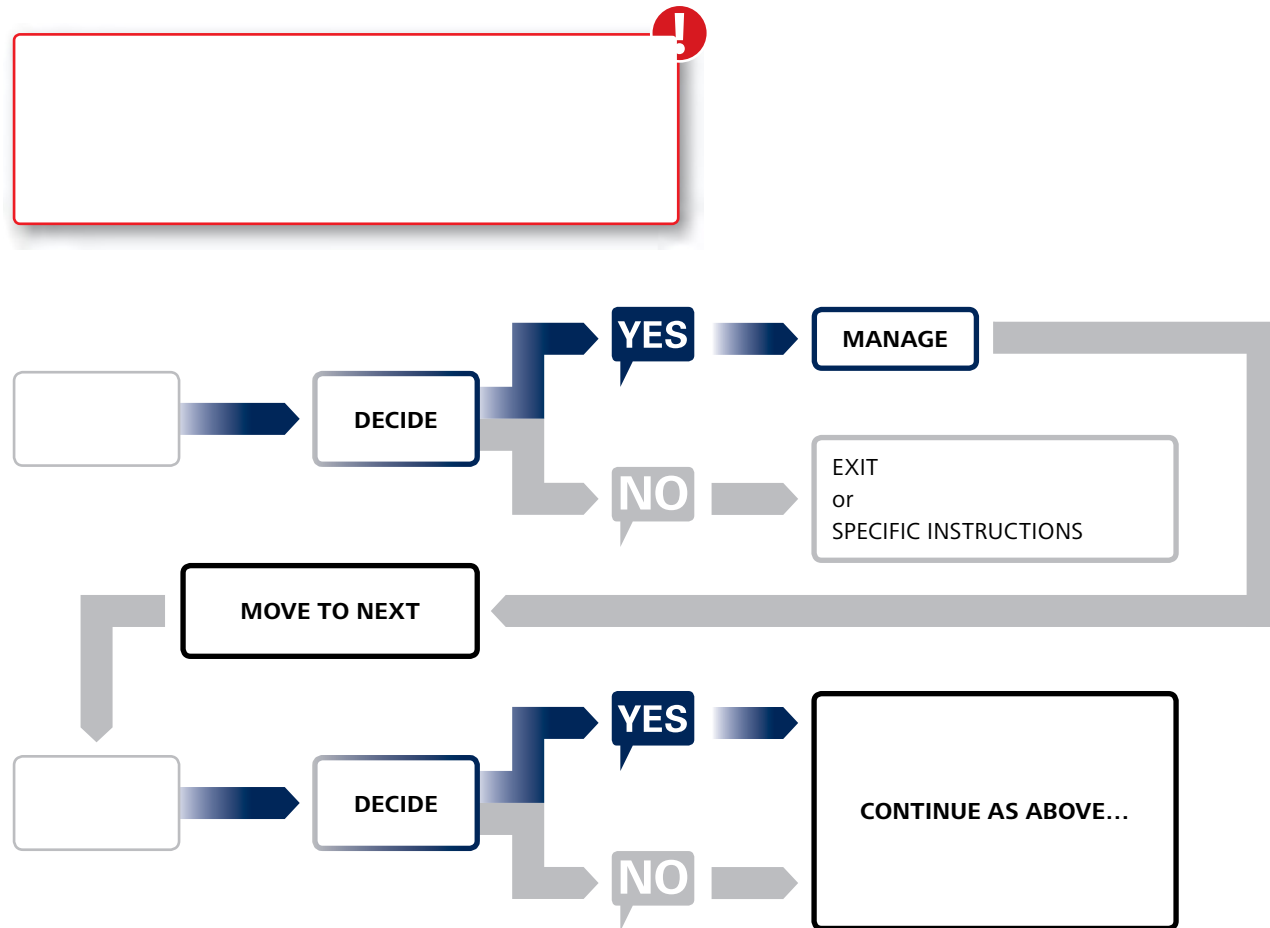 !
YES
MANAGE
DECIDE
NO
EXIT
or
SPECIFIC INSTRUCTIONS
MOVE TO NEXT
YES
DECIDE
CONTINUE AS ABOVE…
NO